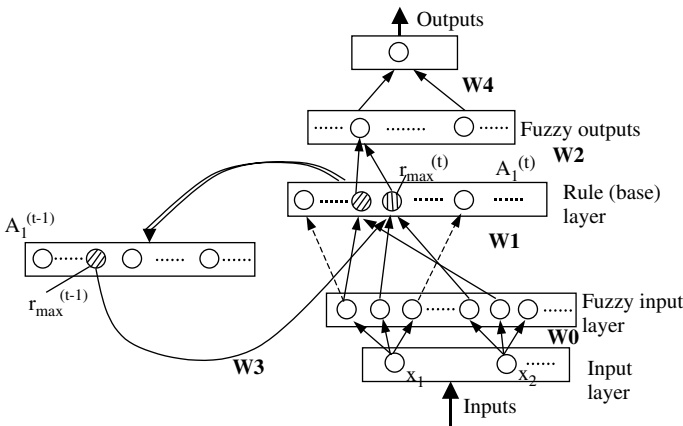 Outputs
W4
Fuzzy outputs
W2
r_max^(t)
A_1^(t)
Rule (base)
layer
W1
A_1^(t-1)
r_max^(t-1)
W3
Fuzzy input
layer
W0
x_1
x_2
Input
layer
Inputs